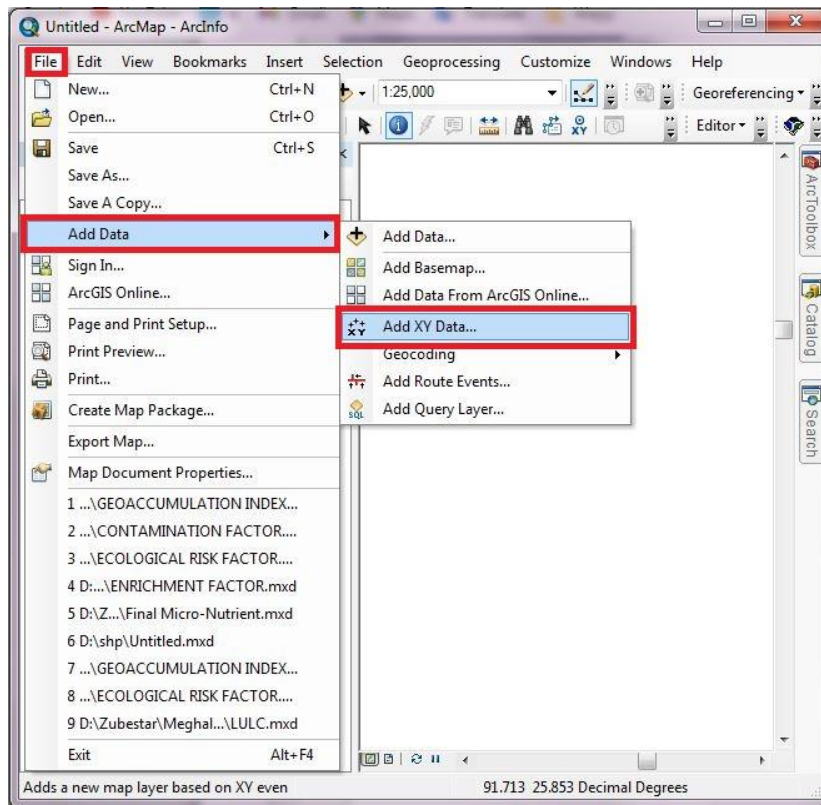 Untitled - ArcMap - ArcInfo
File Edit View Bookmarks Insert Selection Geoprocessing Customize Windows Help
New... Ctrl+N
1:25,000
Georeferencing
Open... Ctrl+O
Editor
Save Ctrl+S
Save As...
Save A Copy...
Add Data
Sign In...
ArcGIS Online...
Page and Print Setup...
Print Preview...
Print...
Create Map Package...
Export Map...
Map Document Properties...
1 ...\GEOACCUMULATION INDEX...
2 ...\CONTAMINATION FACTOR....
3 ...\ECOLOGICAL RISK FACTOR....
4 D:...\ENRICHMENT FACTOR.mxd
5 D:\Z...\Final Micro-Nutrient.mxd
6 D:\shp\Untitled.mxd
7 ...\GEOACCUMULATION INDEX...
8 ...\ECOLOGICAL RISK FACTOR....
9 D:\Zubestar\Meghal...\LULC.mxd
Exit Alt+F4
Add Data...
Add Basemap...
Add Data From ArcGIS Online...
XY Add XY Data...
Geocoding
Add Route Events...
SQL Add Query Layer...
ArcToolbox
Catalog
Search
Adds a new map layer based on XY even
91.713 25.853 Decimal Degrees